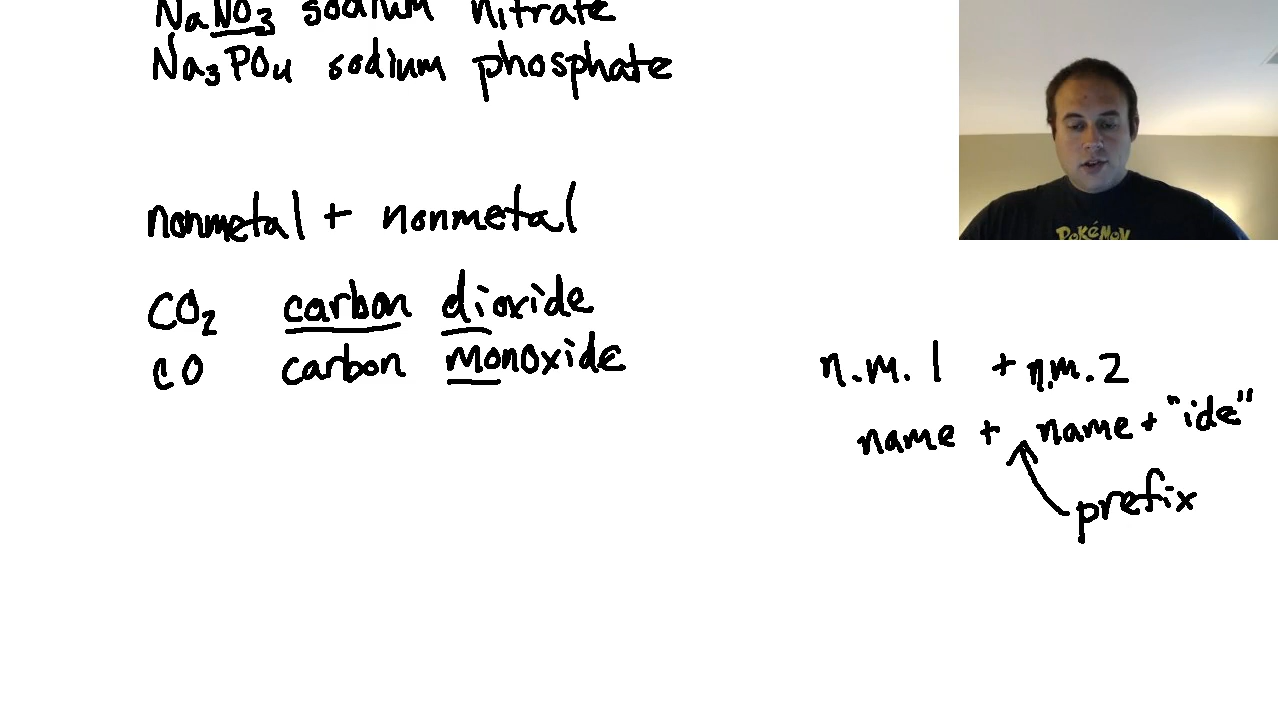 NaNO3 sodium nitrate
Na3PO4 sodium phosphate
nonmetal + nonmetal
CO2 carbon dioxide
CO carbon monoxide
n.m. 1 + n.m. 2
name + name + "ide"
prefix
POKéMON